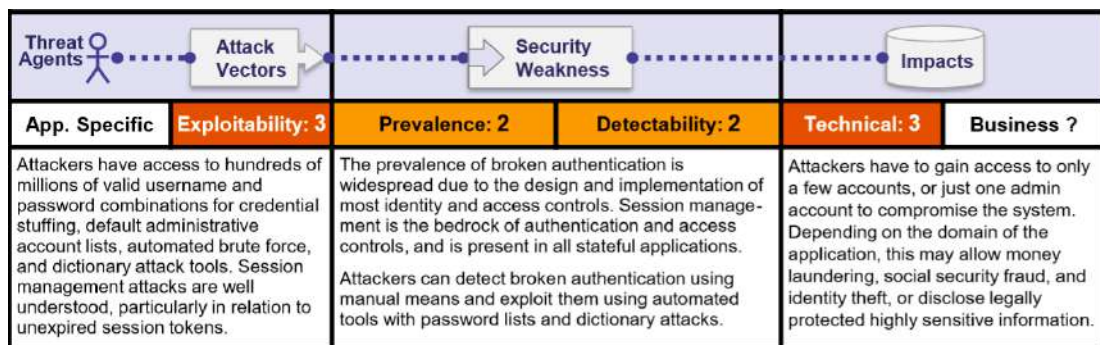 Threat
Agents
Attack
Vectors
Security
Weakness
Impacts
App. Specific
Exploitability: 3
Prevalence: 2
Detectability: 2
Technical: 3
Business ?
Attackers have access to hundreds of
millions of valid username and
password combinations for credential
stuffing, default administrative
account lists, automated brute force,
and dictionary attack tools. Session
management attacks are well
understood, particularly in relation to
unexpired session tokens.
The prevalence of broken authentication is
widespread due to the design and implementation of
most identity and access controls. Session manage-
ment is the bedrock of authentication and access
controls, and is present in all stateful applications.
Attackers can detect broken authentication using
manual means and exploit them using automated
tools with password lists and dictionary attacks.
Attackers have to gain access to only
a few accounts, or just one admin
account to compromise the system.
Depending on the domain of the
application, this may allow money
laundering, social security fraud, and
identity theft, or disclose legally
protected highly sensitive information.